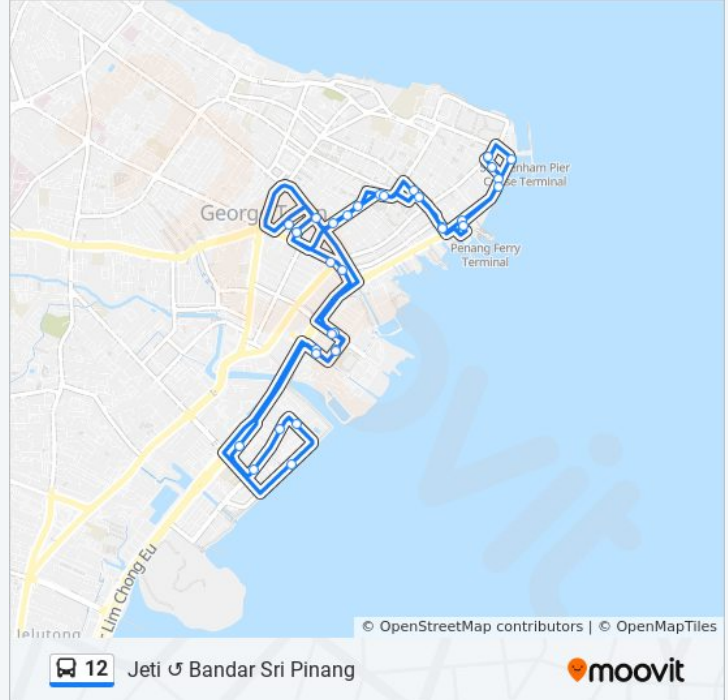 Swettenham Pier
Cruise Terminal
George Town
Penang Ferry
Terminal
Lim Chong Eu
Jelutong
© OpenStreetMap contributors | © OpenMapTiles
12 Jeti ↺ Bandar Sri Pinang
moovit